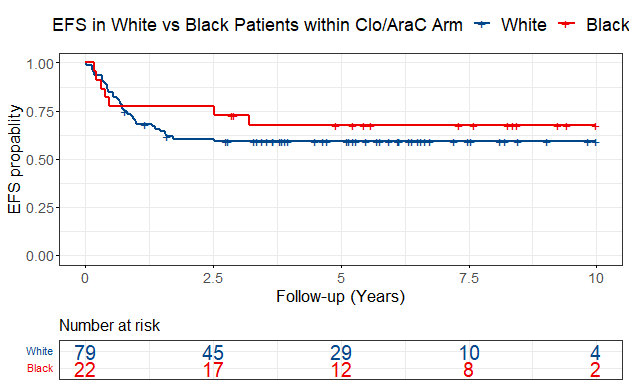 EFS in White vs Black Patients within Clo/AraC Arm White Black
1.00
0.75
0.50
0.25
0.00
EFS propability
0 2.5 5 7.5 10
Follow-up (Years)
Number at risk
White 79 45 29 10 4
Black 22 17 12 8 2